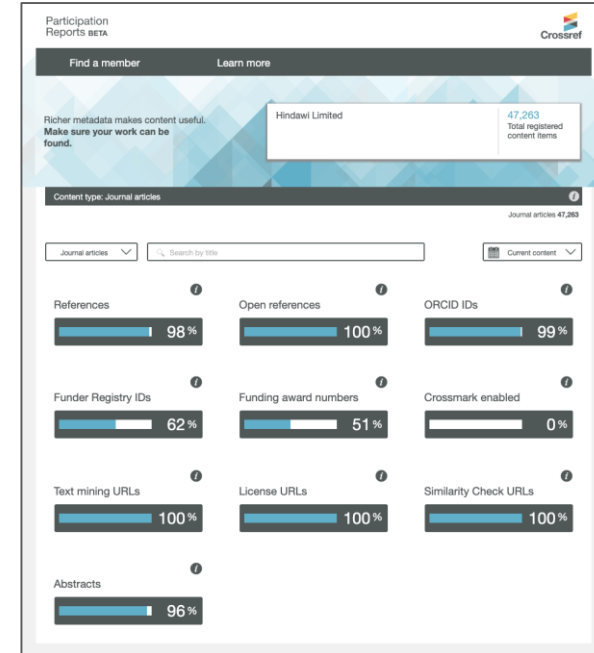 Participation
Reports BETA
Crossref
Find a member
Learn more
Richer metadata makes content useful.
Make sure your work can be
found.
Hindawi Limited
47,263
Total registered
content items
Content type: Journal articles
Journal articles 47,263
Journal articles
Search by title
Current content
References
98%
Open references
100%
ORCID IDs
99%
Funder Registry IDs
62%
Funding award numbers
51%
Crossmark enabled
0%
Text mining URLs
100%
License URLs
100%
Similarity Check URLs
100%
Abstracts
96%